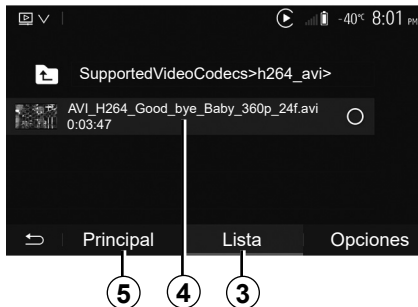 -40°C 8:01 PM
SupportedVideoCodecs>h264_avi>
AVI_H264_Good_bye_Baby_360p_24f.avi
0:03:47
Principal Lista Opciones
5 4 3